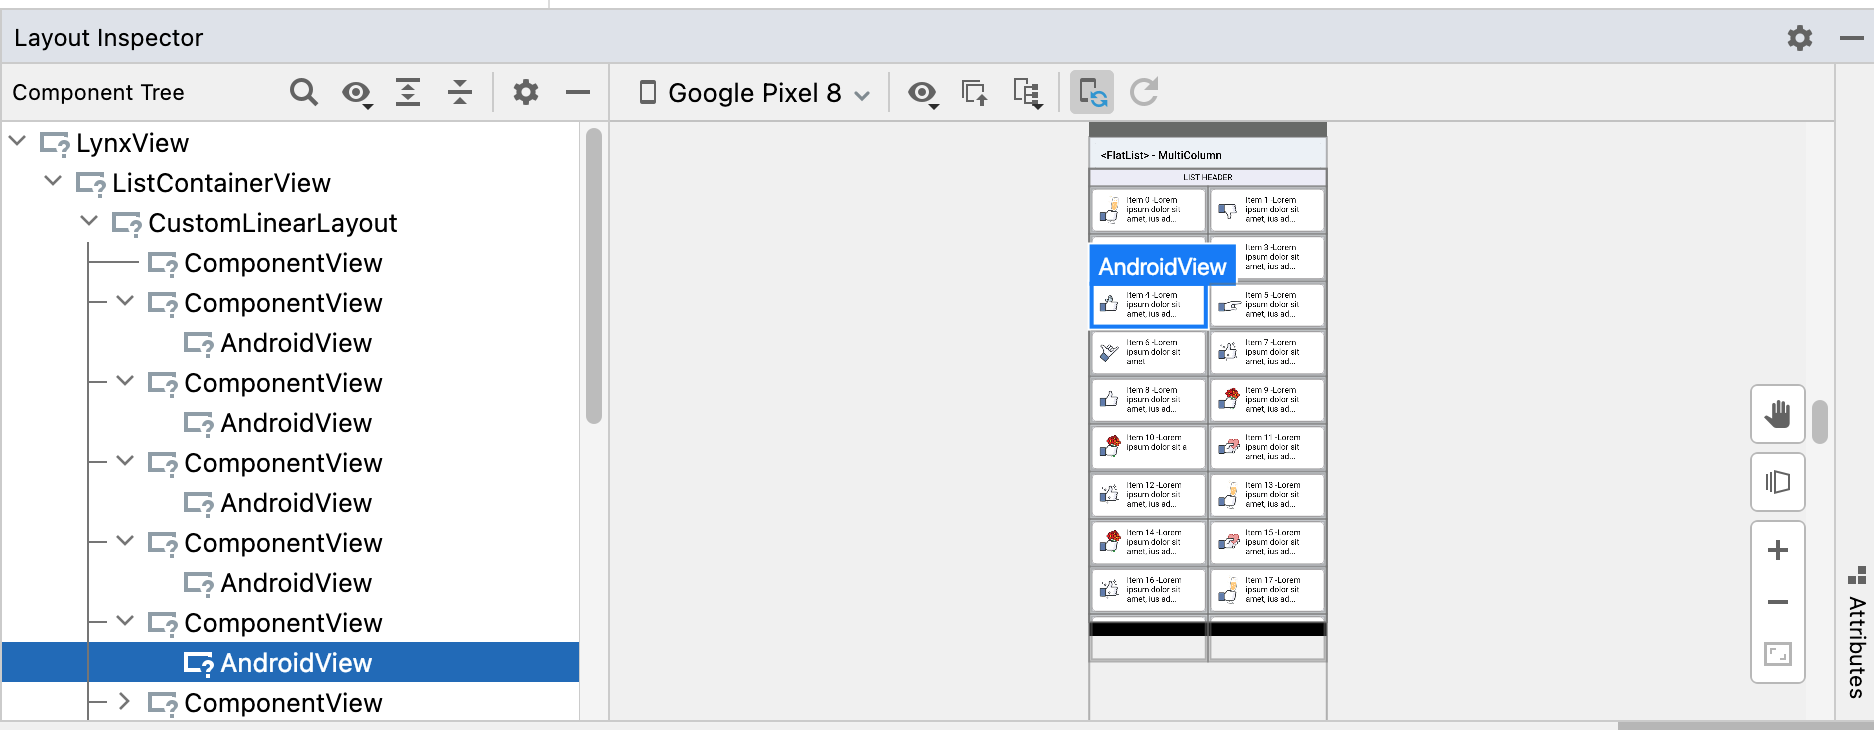 Layout Inspector
Component Tree
Google Pixel 8
LynxView
ListContainerView
CustomLinearLayout
ComponentView
ComponentView
AndroidView
ComponentView
AndroidView
ComponentView
AndroidView
ComponentView
AndroidView
ComponentView
AndroidView
ComponentView
<FlatList> - MultiColumn
LIST HEADER
Item 0 -Lorem
ipsum dolor sit
amet, ius ad...
Item 1 -Lorem
ipsum dolor sit
amet, ius ad...
AndroidView
Item 3 -Lorem
ipsum dolor sit
amet, ius ad...
Item 4 -Lorem
ipsum dolor sit
amet, ius ad...
Item 5 -Lorem
ipsum dolor sit
amet, ius ad...
Item 6 -Lorem
ipsum dolor sit
amet
Item 7 -Lorem
ipsum dolor sit
amet, ius ad...
Item 8 -Lorem
ipsum dolor sit
amet, ius ad...
Item 9 -Lorem
ipsum dolor sit
amet, ius ad...
Item 10 -Lorem
ipsum dolor sit a
Item 11 -Lorem
ipsum dolor sit
amet, ius ad...
Item 12 -Lorem
ipsum dolor sit
amet, ius ad...
Item 13 -Lorem
ipsum dolor sit
amet, ius ad...
Item 14 -Lorem
ipsum dolor sit
amet, ius ad...
Item 15 -Lorem
ipsum dolor sit
amet, ius ad...
Item 16 -Lorem
ipsum dolor sit
amet, ius ad...
Item 17 -Lorem
ipsum dolor sit
amet, ius ad...
Attributes